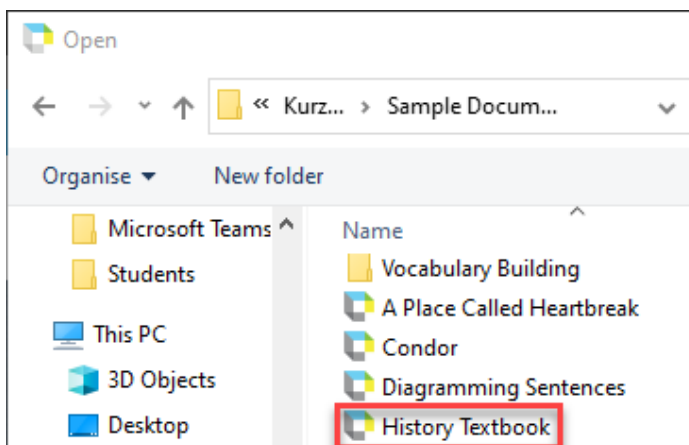 Open
« Kurz... > Sample Docum...
Organise New folder
Microsoft Teams
Students
This PC
3D Objects
Desktop
Name
Vocabulary Building
A Place Called Heartbreak
Condor
Diagramming Sentences
History Textbook